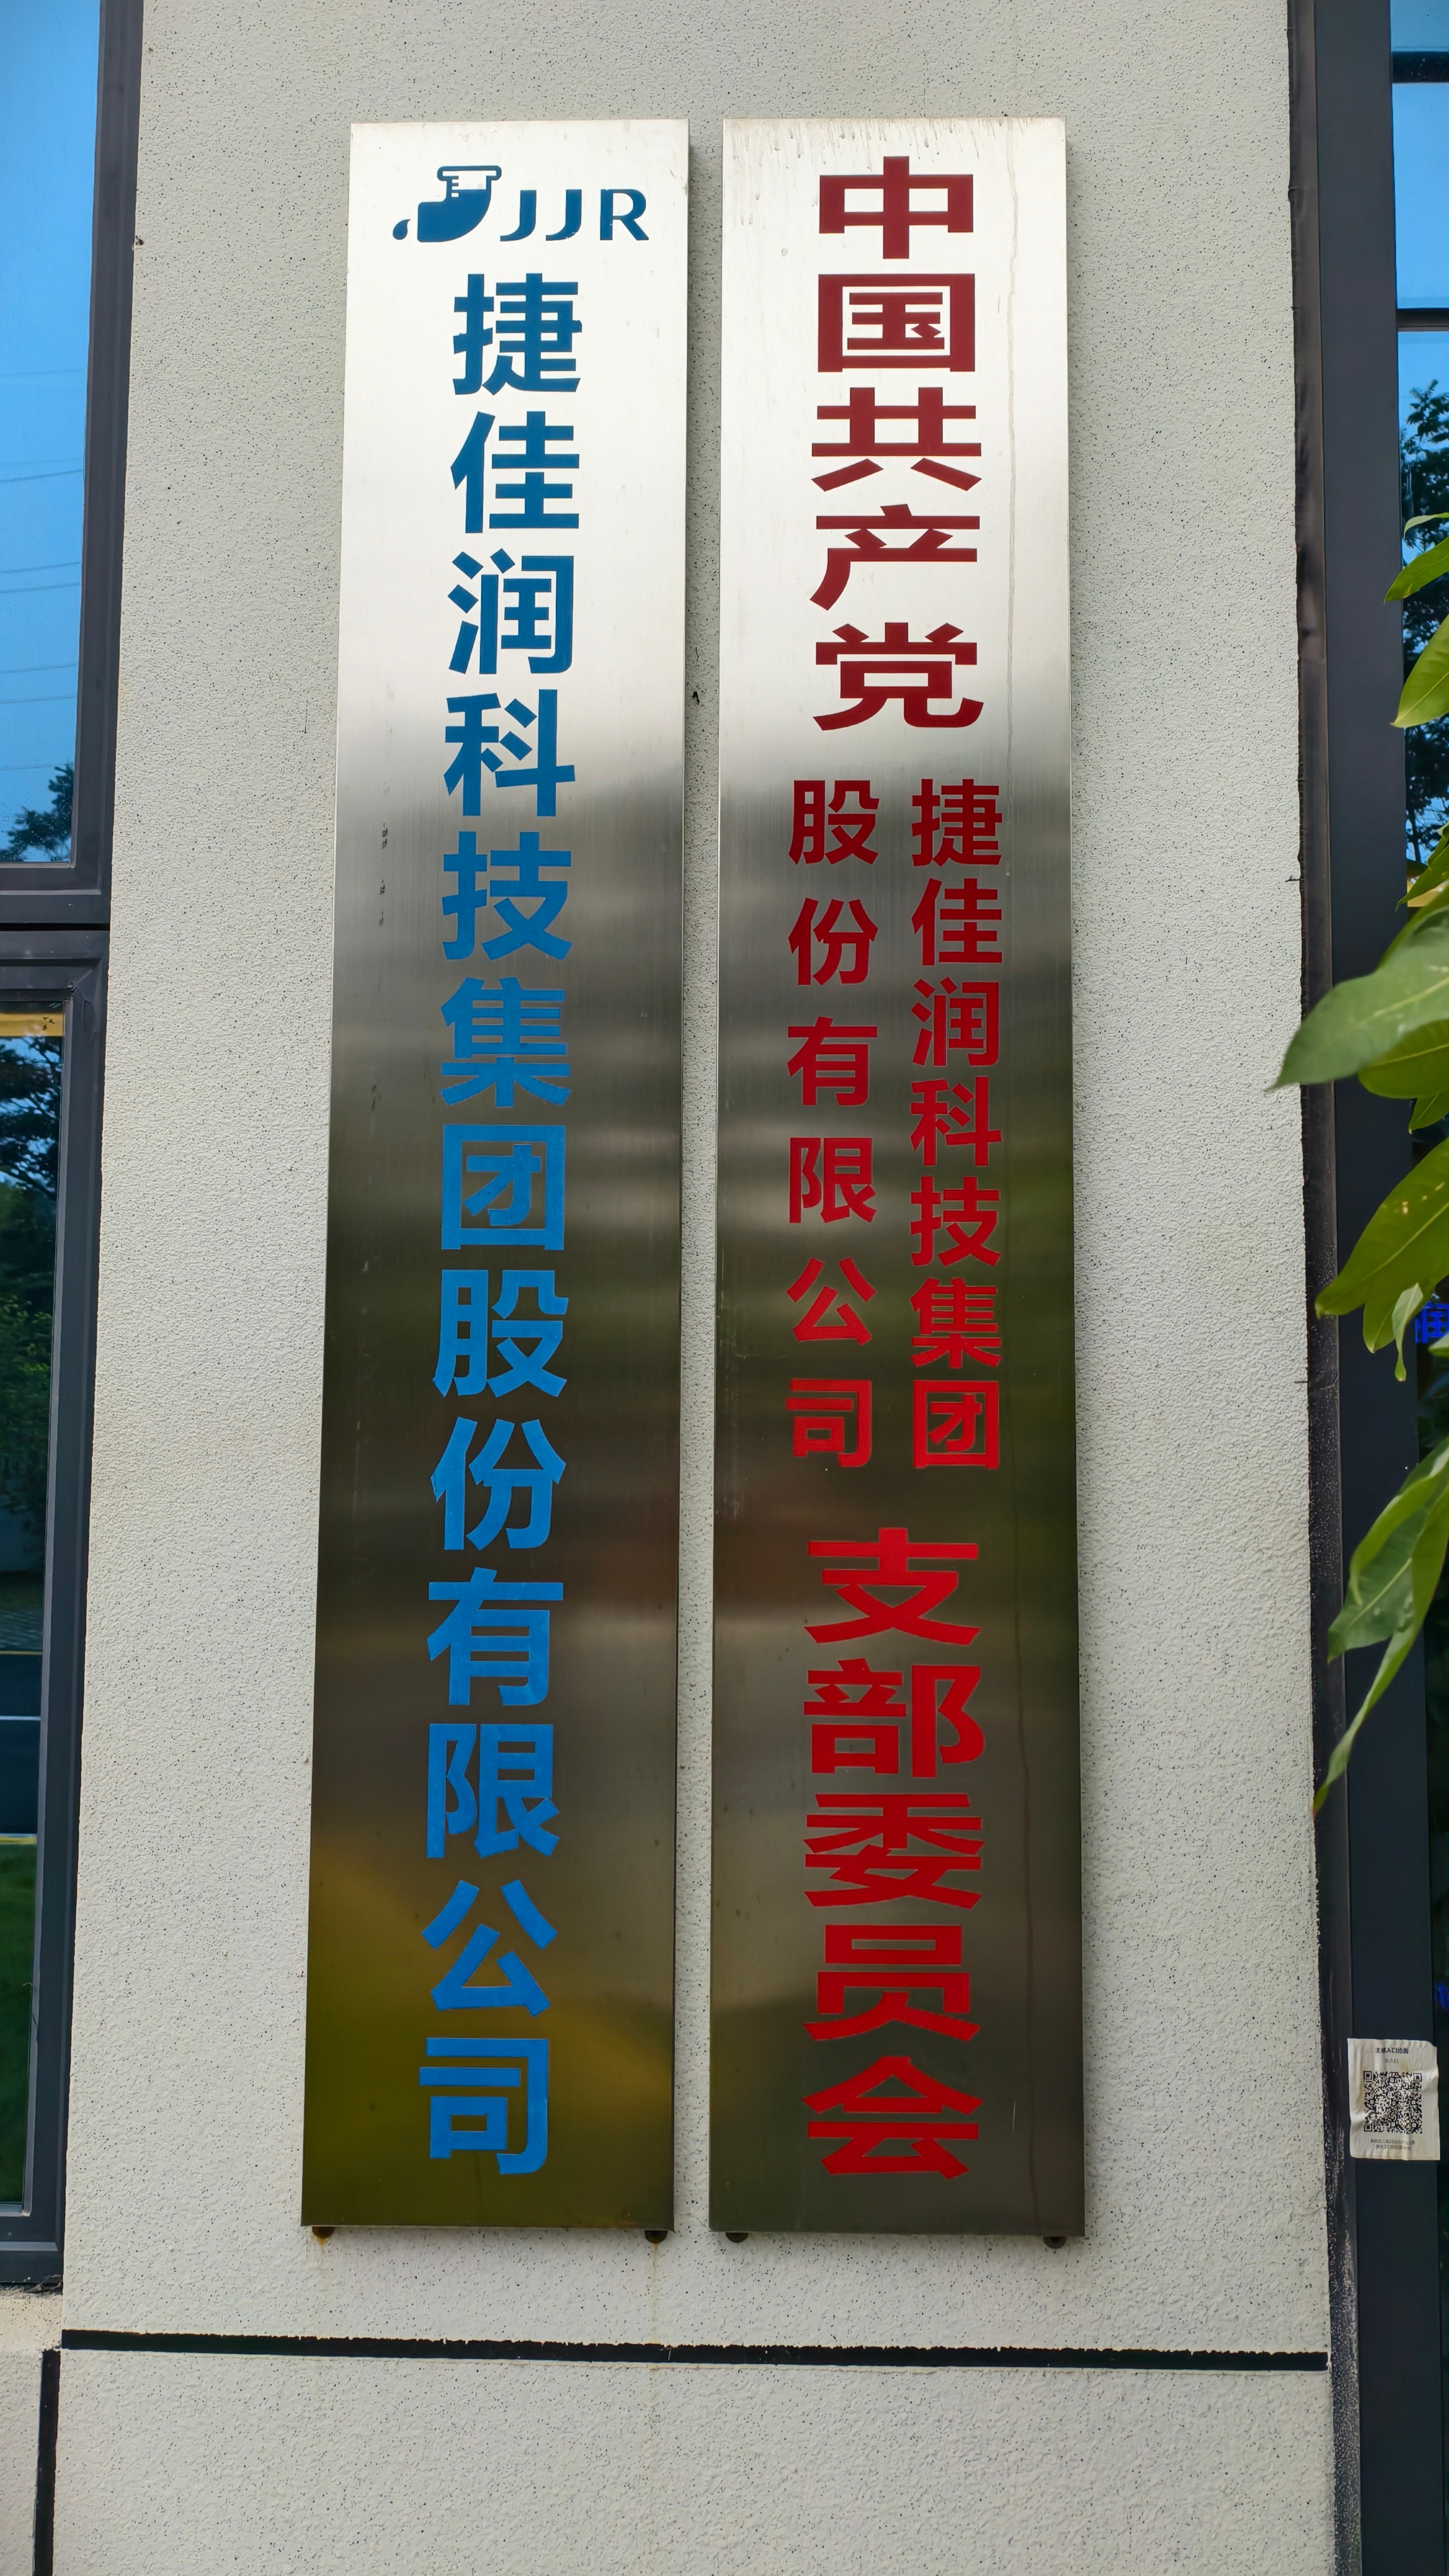 JJR
捷佳润科技集团股份有限公司
中国共产党
捷佳润科技集团
股份有限公司
支部委员会